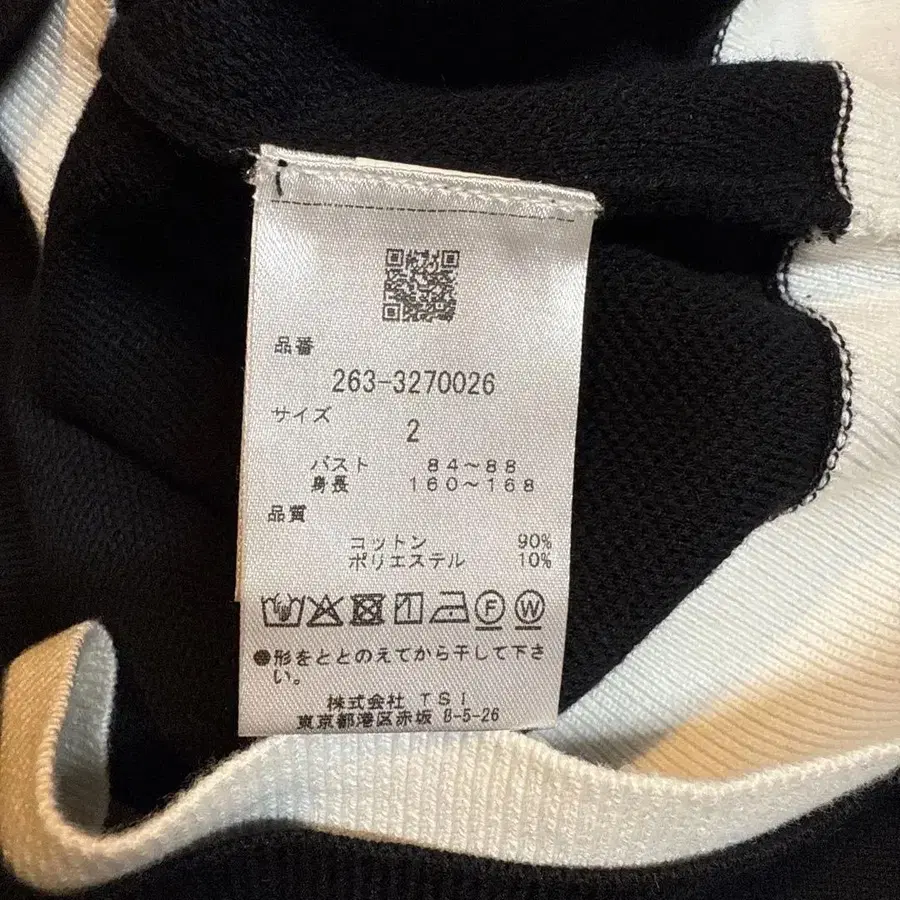 品番
263-3270026
サイズ
2
バスト 84〜88
身長 160〜168
品質
コットン 90%
ポリエステル 10%
F W
●形をととのえてから干して下さ
い。
株式会社 TSI
東京都港区赤坂 8-5-26